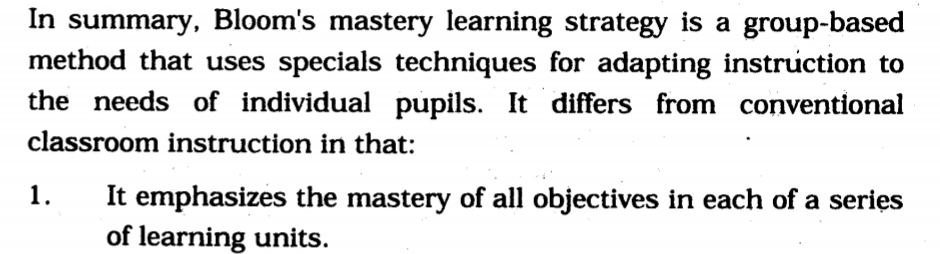 In summary, Bloom's mastery learning strategy is a group-based
method that uses specials techniques for adapting instruction to
the needs of individual pupils. It differs from conventional
classroom instruction in that:
1. It emphasizes the mastery of all objectives in each of a series
of learning units.